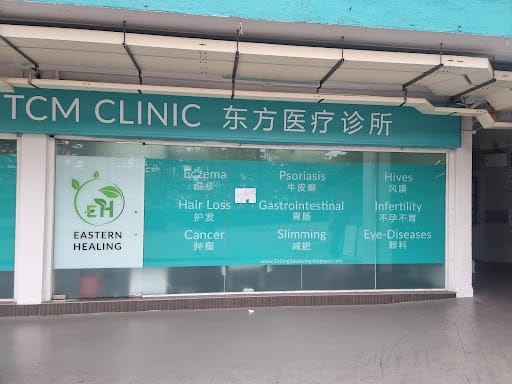 TCM CLINIC 东方医疗诊所
EH
EASTERN
HEALING
Eczema Psoriasis Hives
湿疹 牛皮癣 风膜
Hair Loss Gastrointestinal Infertility
护发 胃肠 不孕不育
Cancer Slimming Eye-Diseases
肿瘤 减肥 眼科